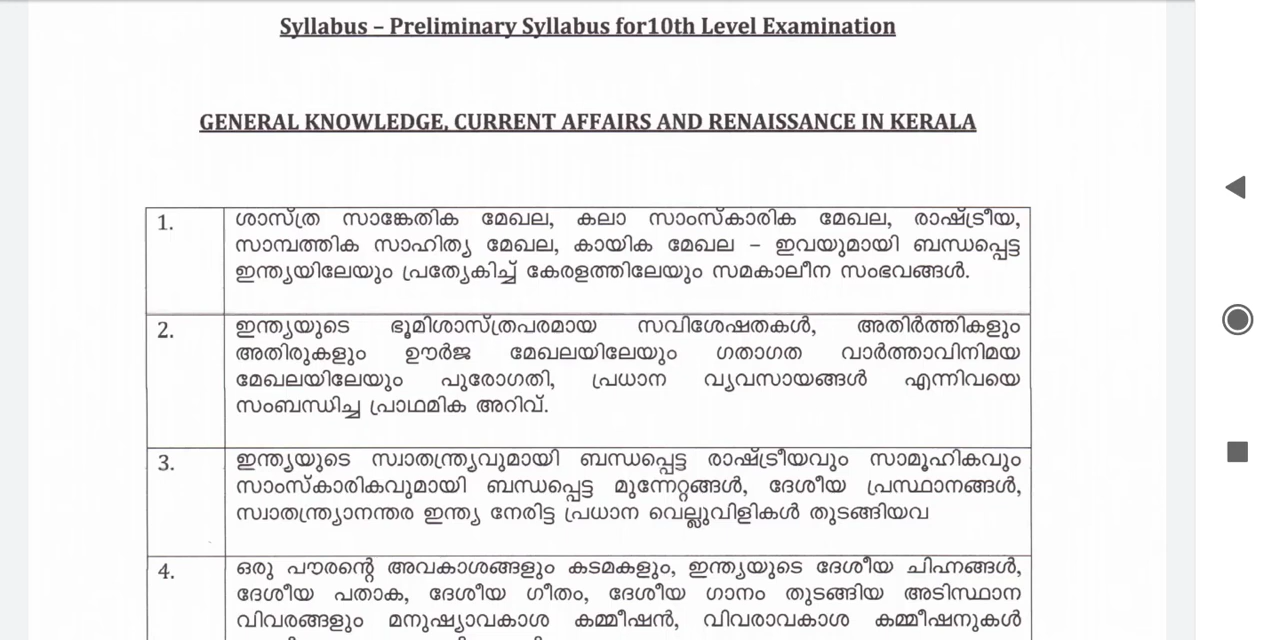 Syllabus – Preliminary Syllabus for10th Level Examination
GENERAL KNOWLEDGE, CURRENT AFFAIRS AND RENAISSANCE IN KERALA
1.
ശാസ്ത്ര സാങ്കേതിക മേഖല, കലാ സാംസ്കാരിക മേഖല, രാഷ്ട്രീയ,
സാമ്പത്തിക സാഹിത്യ മേഖല, കായിക മേഖല – ഇവയുമായി ബന്ധപ്പെട്ട
ഇന്ത്യയിലേയും പ്രത്യേകിച്ച് കേരളത്തിലേയും സമകാലീന സംഭവങ്ങൾ.
2.
ഇന്ത്യയുടെ ഭൂമിശാസ്ത്രപരമായ സവിശേഷതകൾ, അതിർത്തികളും
അതിരുകളും ഊർജ മേഖലയിലേയും ഗതാഗത വാർത്താവിനിമയ
മേഖലയിലേയും പുരോഗതി, പ്രധാന വ്യവസായങ്ങൾ എന്നിവയെ
സംബന്ധിച്ച പ്രാഥമിക അറിവ്.
3.
ഇന്ത്യയുടെ സ്വാതന്ത്ര്യവുമായി ബന്ധപ്പെട്ട രാഷ്ട്രീയവും സാമൂഹികവും
സാംസ്കാരികവുമായി ബന്ധപ്പെട്ട മുന്നേറ്റങ്ങൾ, ദേശീയ പ്രസ്ഥാനങ്ങൾ,
സ്വാതന്ത്ര്യാനന്തര ഇന്ത്യ നേരിട്ട പ്രധാന വെല്ലുവിളികൾ തുടങ്ങിയവ
4.
ഒരു പൗരന്റെ അവകാശങ്ങളും കടമകളും, ഇന്ത്യയുടെ ദേശീയ ചിഹ്നങ്ങൾ,
ദേശീയ പതാക, ദേശീയ ഗീതം, ദേശീയ ഗാനം തുടങ്ങിയ അടിസ്ഥാന
വിവരങ്ങളും മനുഷ്യാവകാശ കമ്മീഷൻ, വിവരാവകാശ കമ്മീഷനുകൾ